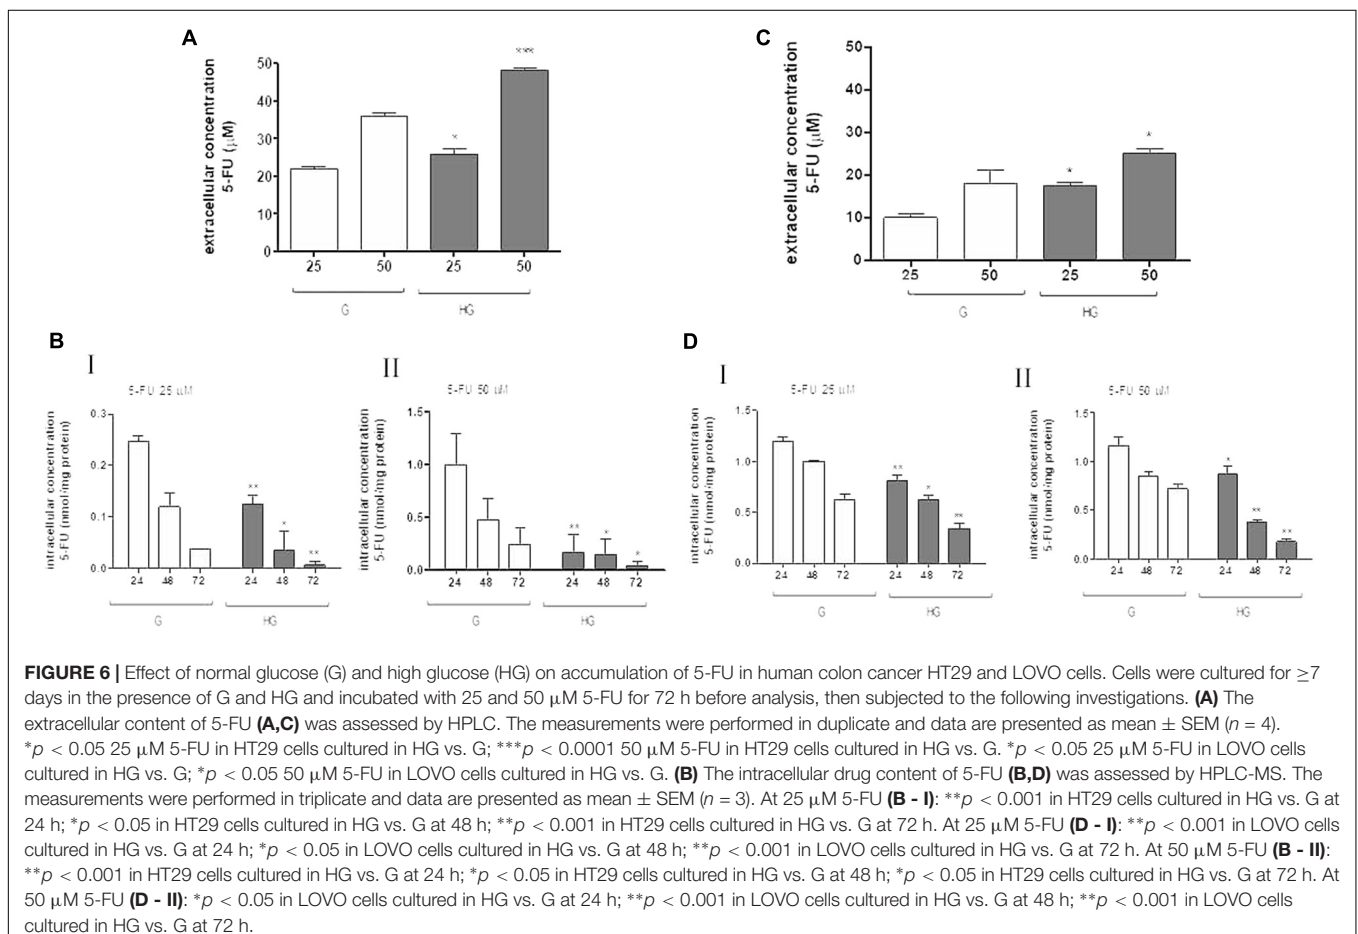 A
extracellular concentration
5-FU (μM)
50
40
30
20
10
0
***
*
25
50
25
50
G
HG
C
extracellular concentration
5-FU (μM)
50
40
30
20
10
0
*
*
25
50
25
50
G
HG
B
I
5-FU 25 uM
intracellular concentration
5-FU (nmol/mg protein)
0.3
0.2
0.1
0.0
**
*
**
24
48
72
24
48
72
G
HG
II
5-FU 50 uM
intracellular concentration
5-FU (nmol/mg protein)
1.5
1.0
0.5
0.0
**
*
*
24
48
72
24
48
72
G
HG
D
I
5-FU 25 uM
intracellular concentration
5-FU (nmol/mg protein)
1.5
1.0
0.5
0.0
**
*
**
24
48
72
24
48
72
G
HG
II
5-FU 50 uM
intracellular concentration
5-FU (nmol/mg protein)
1.5
1.0
0.5
0.0
*
**
**
24
48
72
24
48
72
G
HG
FIGURE 6 | Effect of normal glucose (G) and high glucose (HG) on accumulation of 5-FU in human colon cancer HT29 and LOVO cells. Cells were cultured for ≥7
days in the presence of G and HG and incubated with 25 and 50 μM 5-FU for 72 h before analysis, then subjected to the following investigations. (A) The
extracellular content of 5-FU (A,C) was assessed by HPLC. The measurements were performed in duplicate and data are presented as mean ± SEM (n = 4).
*p < 0.05 25 μM 5-FU in HT29 cells cultured in HG vs. G; ***p < 0.0001 50 μM 5-FU in HT29 cells cultured in HG vs. G. *p < 0.05 25 μM 5-FU in LOVO cells
cultured in HG vs. G; *p < 0.05 50 μM 5-FU in LOVO cells cultured in HG vs. G. (B) The intracellular drug content of 5-FU (B,D) was assessed by HPLC-MS. The
measurements were performed in triplicate and data are presented as mean ± SEM (n = 3). At 25 μM 5-FU (B - I): **p < 0.001 in HT29 cells cultured in HG vs. G at
24 h; *p < 0.05 in HT29 cells cultured in HG vs. G at 48 h; **p < 0.001 in HT29 cells cultured in HG vs. G at 72 h. At 25 μM 5-FU (D - I): **p < 0.001 in LOVO cells
cultured in HG vs. G at 24 h; *p < 0.05 in LOVO cells cultured in HG vs. G at 48 h; **p < 0.001 in LOVO cells cultured in HG vs. G at 72 h. At 50 μM 5-FU (B - II):
**p < 0.001 in HT29 cells cultured in HG vs. G at 24 h; *p < 0.05 in HT29 cells cultured in HG vs. G at 48 h; *p < 0.05 in HT29 cells cultured in HG vs. G at 72 h. At
50 μM 5-FU (D - II): *p < 0.05 in LOVO cells cultured in HG vs. G at 24 h; **p < 0.001 in LOVO cells cultured in HG vs. G at 48 h; **p < 0.001 in LOVO cells
cultured in HG vs. G at 72 h.